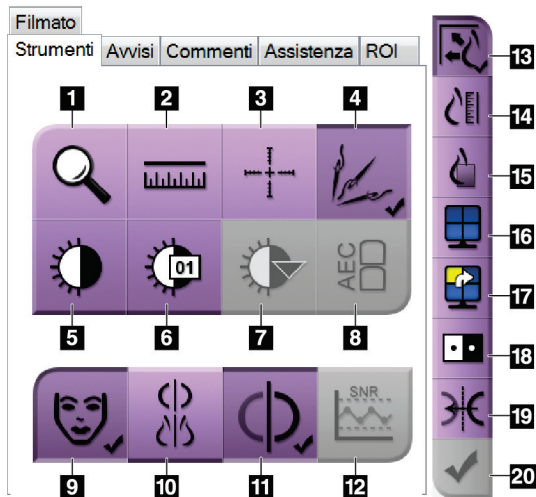 Filmato
Strumenti Avvisi Commenti Assistenza ROI
1 2 3 4
01
AEC
5 6 7 8
SNR
9 10 11 12
13
14
15
16
17
18
19
20